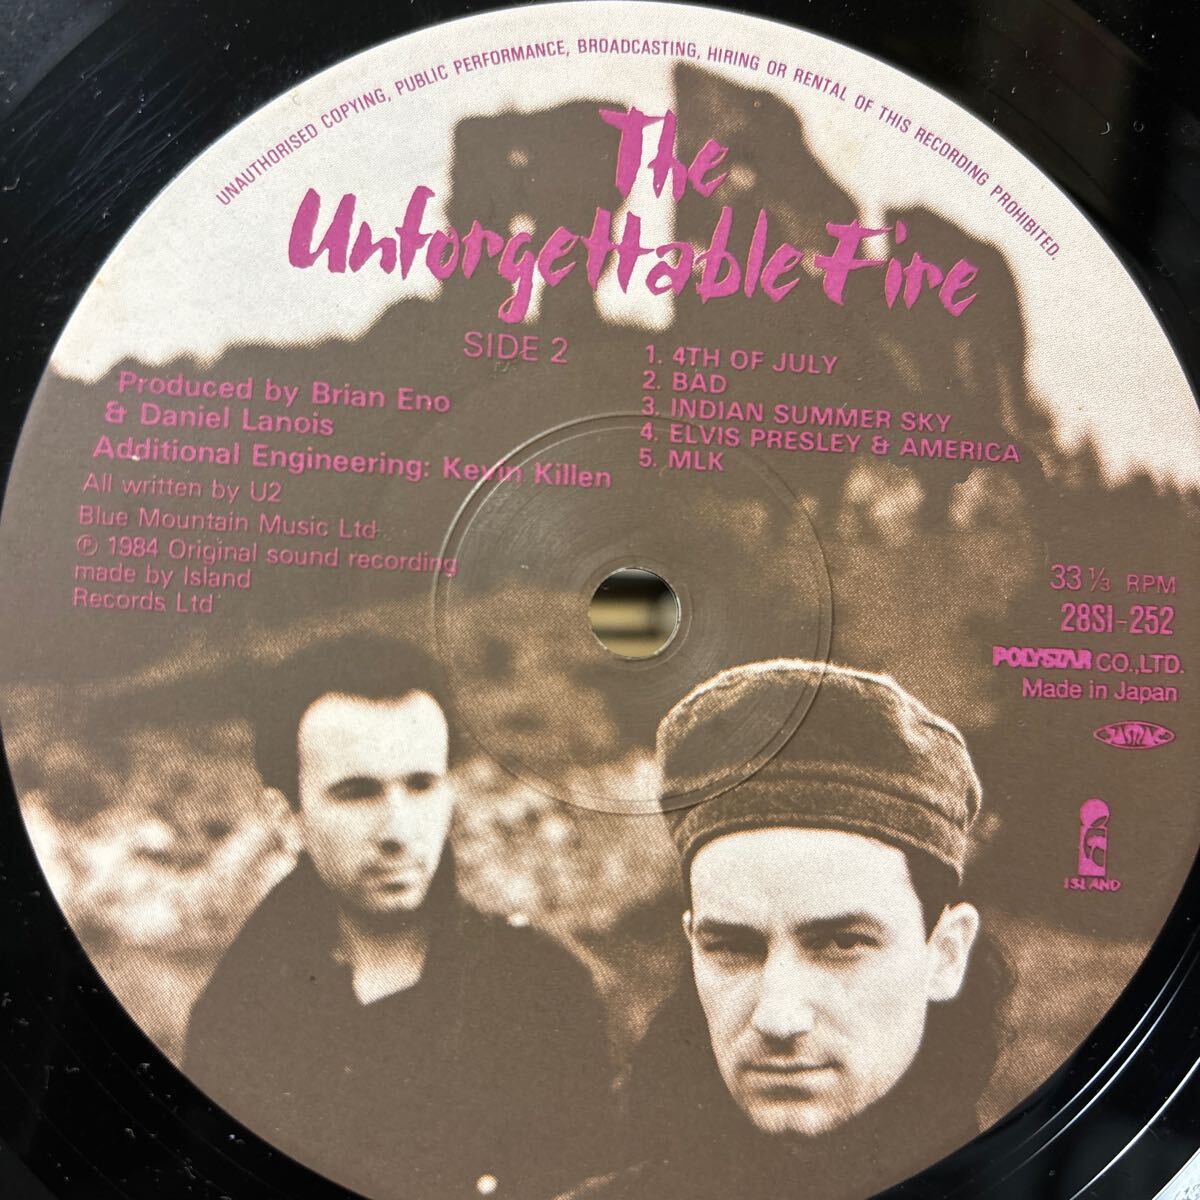 UNAUTHORISED COPYING, PUBLIC PERFORMANCE, BROADCASTING, HIRING OR RENTAL OF THIS RECORDING PROHIBITED.
The
Unforgettable Fire
SIDE 2
1. 4TH OF JULY
2. BAD
3. INDIAN SUMMER SKY
4. ELVIS PRESLEY & AMERICA
5. MLK
Produced by Brian Eno
& Daniel Lanois
Additional Engineering: Kevin Killen
All written by U2
Blue Mountain Music Ltd
℗ 1984 Original sound recording
made by Island
Records Ltd
33 1/3 RPM
28SI-252
POLYSTAR CO.,LTD.
Made in Japan
JASRAC
ISLAND